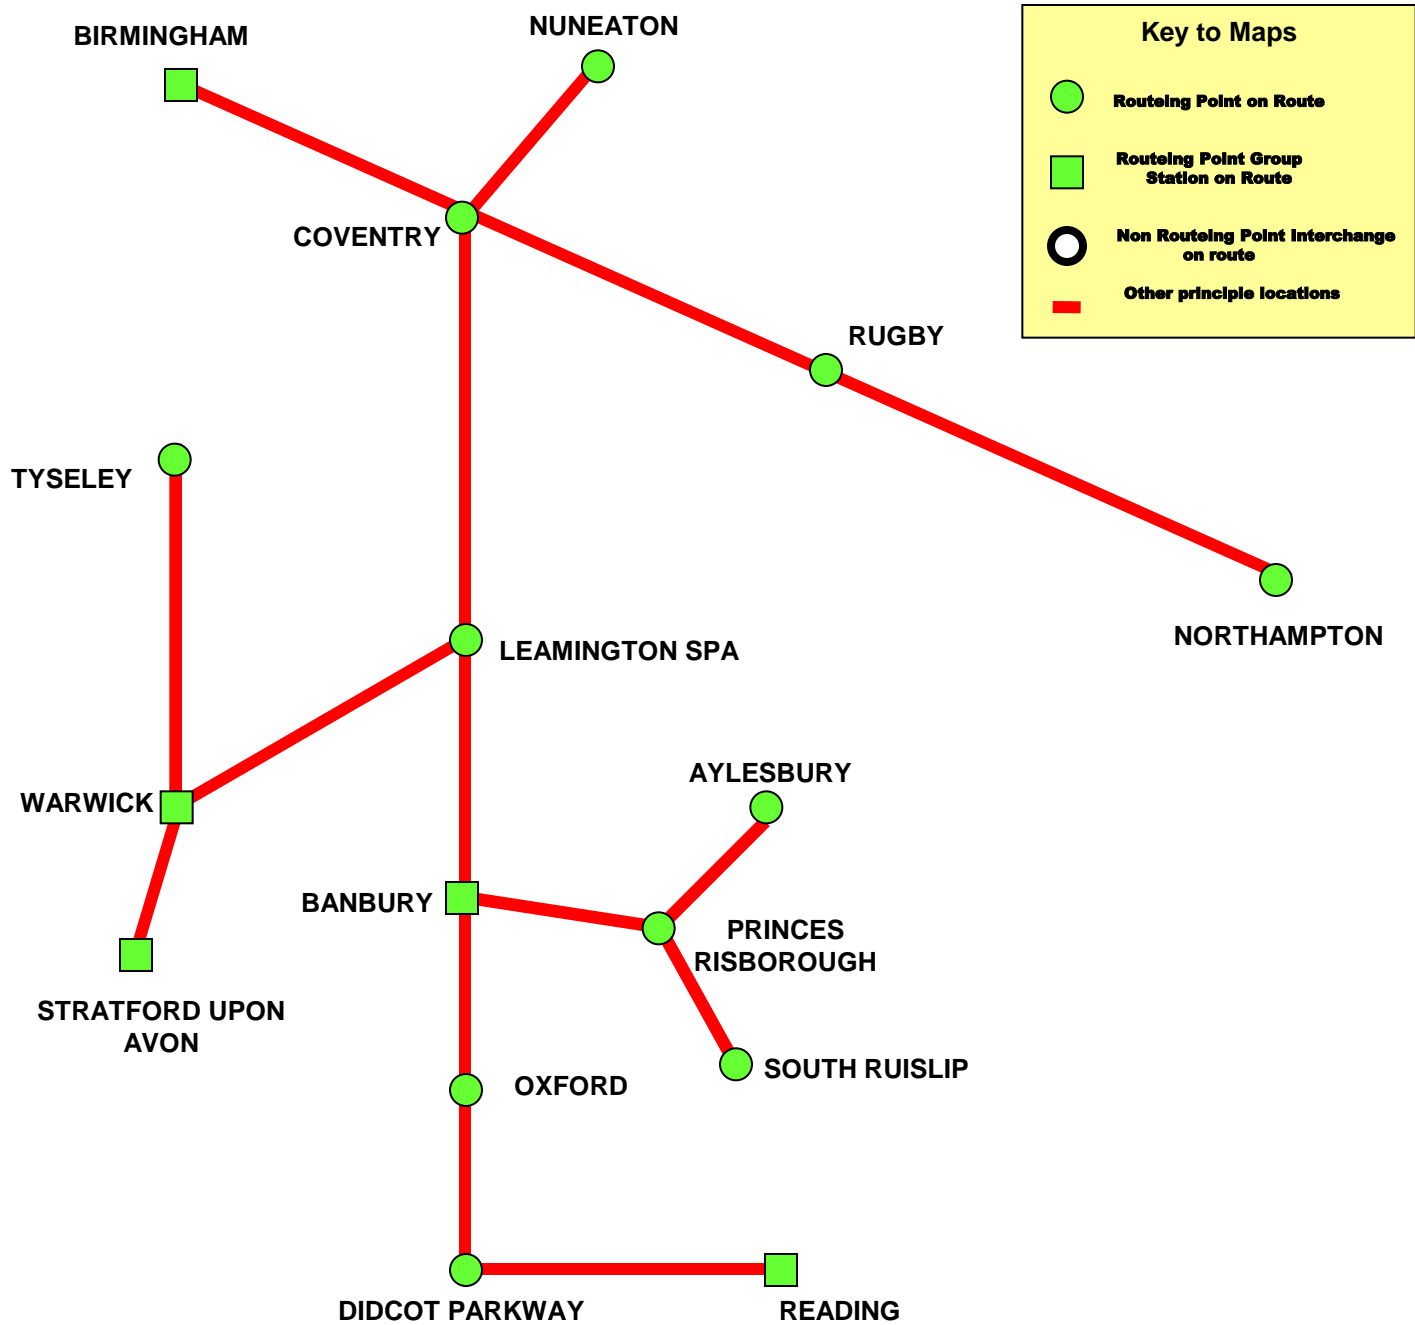 BIRMINGHAM
NUNEATON
Key to Maps
Routeing Point on Route
Routeing Point Group
Station on Route
Non Routeing Point Interchange
on route
Other principle locations
COVENTRY
RUGBY
TYSELEY
NORTHAMPTON
LEAMINGTON SPA
AYLESBURY
WARWICK
BANBURY
PRINCES
RISBOROUGH
STRATFORD UPON
AVON
SOUTH RUISLIP
OXFORD
DIDCOT PARKWAY
READING